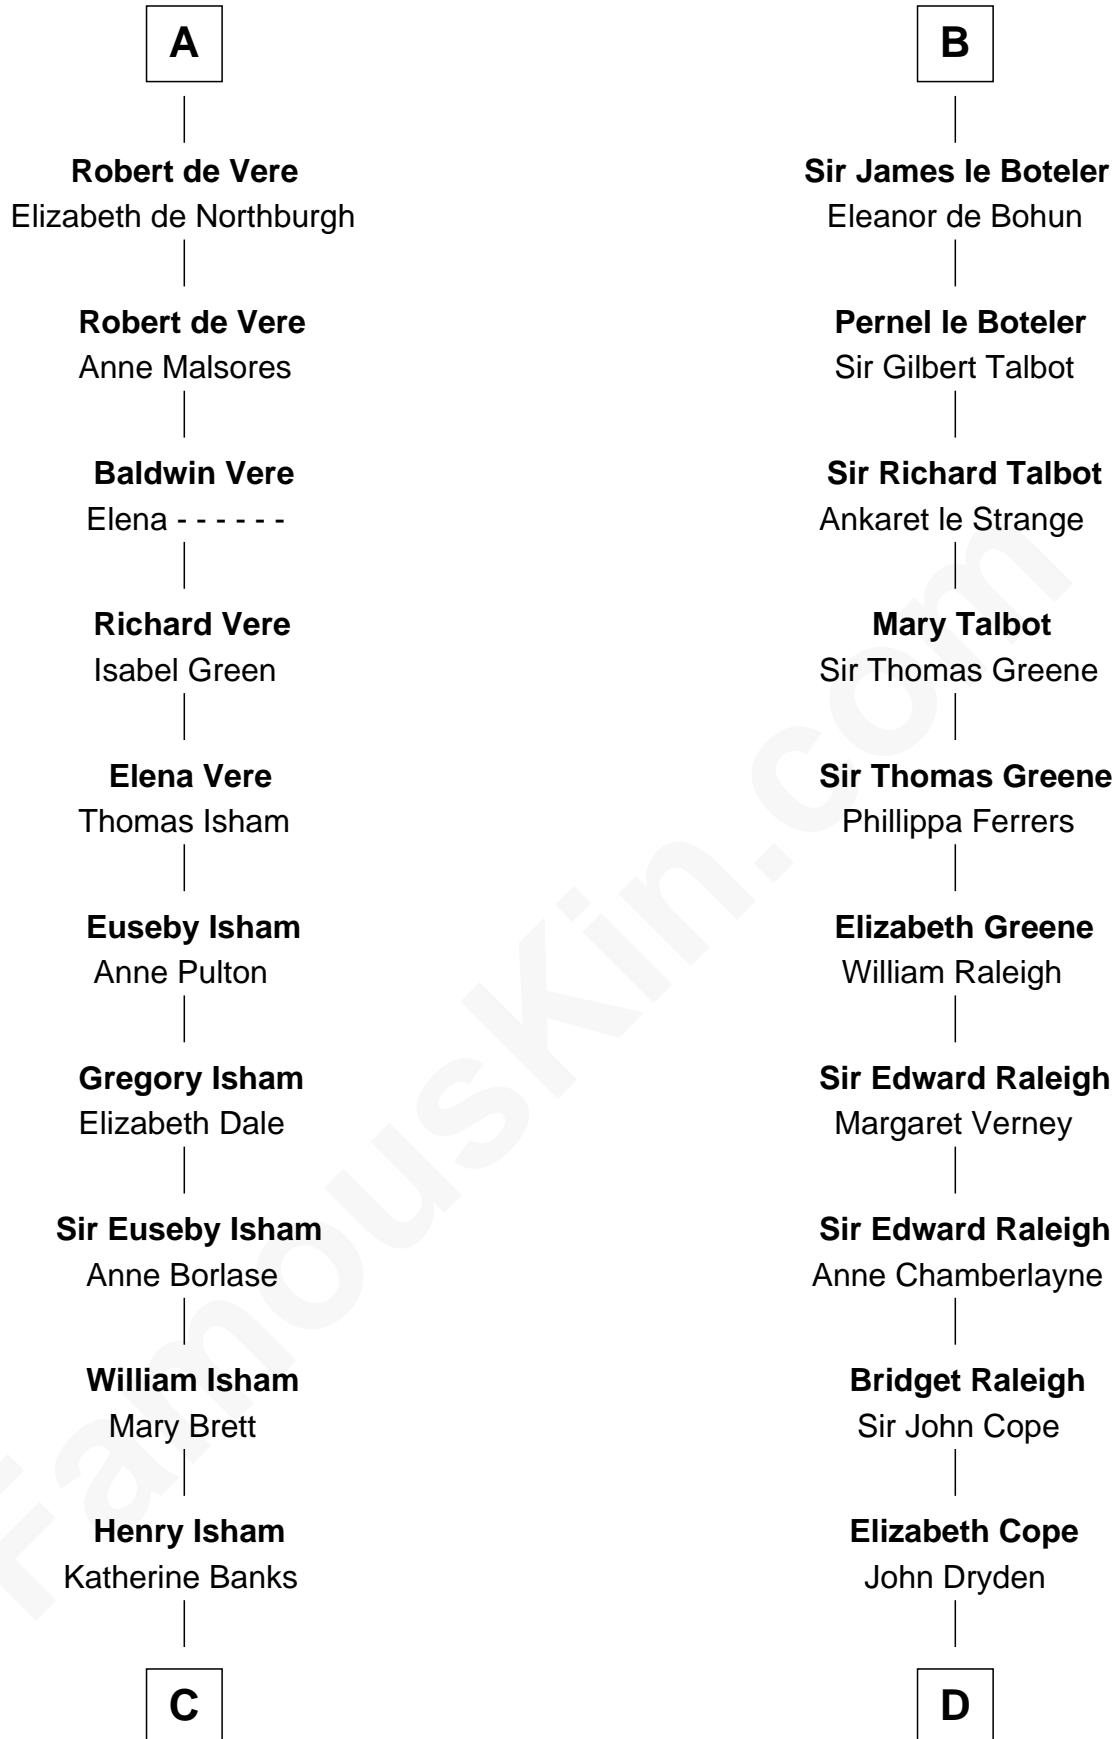 A
Robert de Vere
Elizabeth de Northburgh
Robert de Vere
Anne Malsores
Baldwin Vere
Elena - - - - - -
Richard Vere
Isabel Green
Elena Vere
Thomas Isham
Euseby Isham
Anne Pulton
Gregory Isham
Elizabeth Dale
Sir Euseby Isham
Anne Borlase
William Isham
Mary Brett
Henry Isham
Katherine Banks
C
B
Sir James le Boteler
Eleanor de Bohun
Pernel le Boteler
Sir Gilbert Talbot
Sir Richard Talbot
Ankaret le Strange
Mary Talbot
Sir Thomas Greene
Sir Thomas Greene
Phillippa Ferrers
Elizabeth Greene
William Raleigh
Sir Edward Raleigh
Margaret Verney
Sir Edward Raleigh
Anne Chamberlayne
Bridget Raleigh
Sir John Cope
Elizabeth Cope
John Dryden
D
FamousKin.com